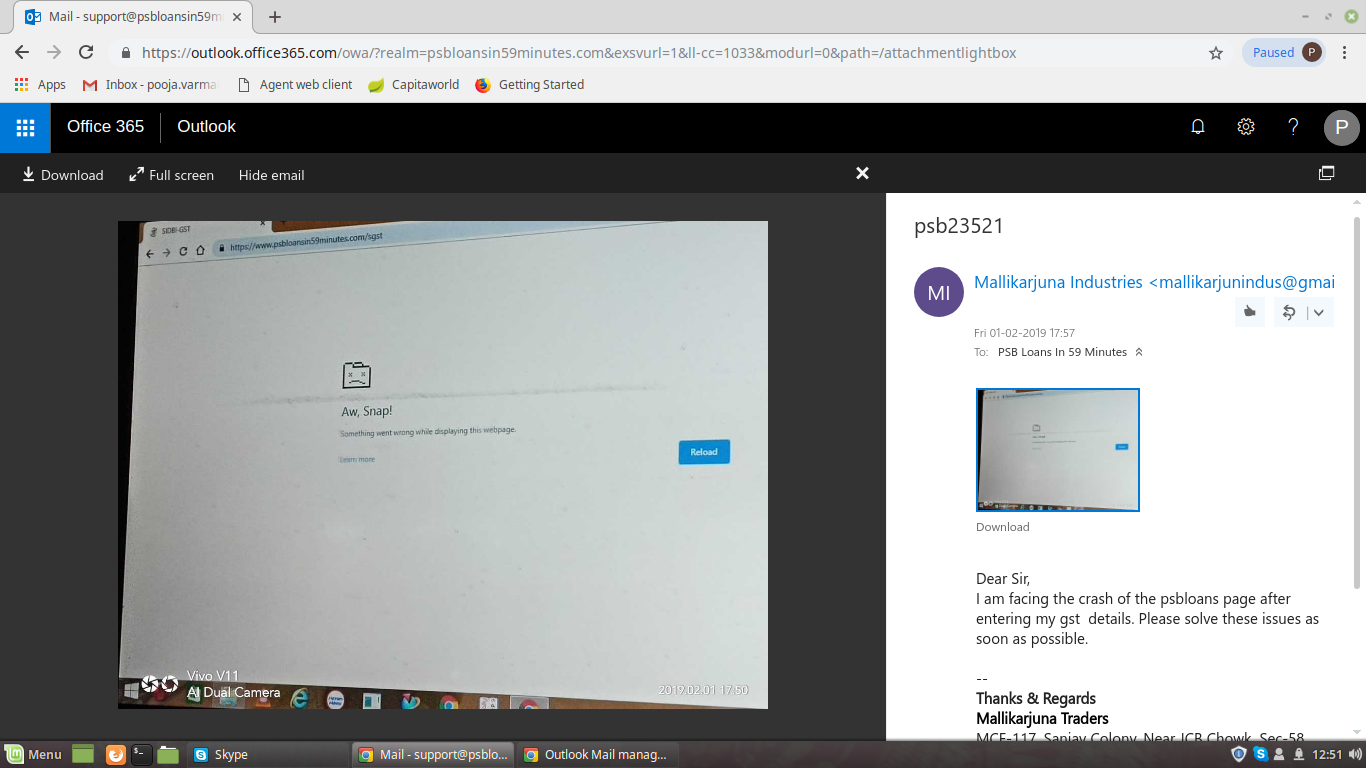 Mail - support@psbloansin59m
https://outlook.office365.com/owa/?realm=psbloansin59minutes.com&exsvurl=1&ll-cc=1033&modurl=0&path=/attachmentlightbox
Paused P
Apps Inbox - pooja.varma Agent web client Capitaworld Getting Started
Office 365 Outlook
? P
Download Full screen Hide email
SIDBI-GST
https://www.psbloansin59minutes.com/sgst
Aw, Snap!
Something went wrong while displaying this webpage.
Learn more
Reload
Vivo V11
AI Dual Camera
2019.02.01 17:50
psb23521
MI
Mallikarjuna Industries <mallikarjunindus@gmai
Fri 01-02-2019 17:57
To: PSB Loans In 59 Minutes
Download
Dear Sir,
I am facing the crash of the psbloans page after
entering my gst details. Please solve these issues as
soon as possible.
--
Thanks & Regards
Mallikarjuna Traders
MCF-117, Sanjay Colony, Near JCB Chowk, Sec-58
Menu Skype Mail - support@psblo... Outlook Mail manag... 12:51